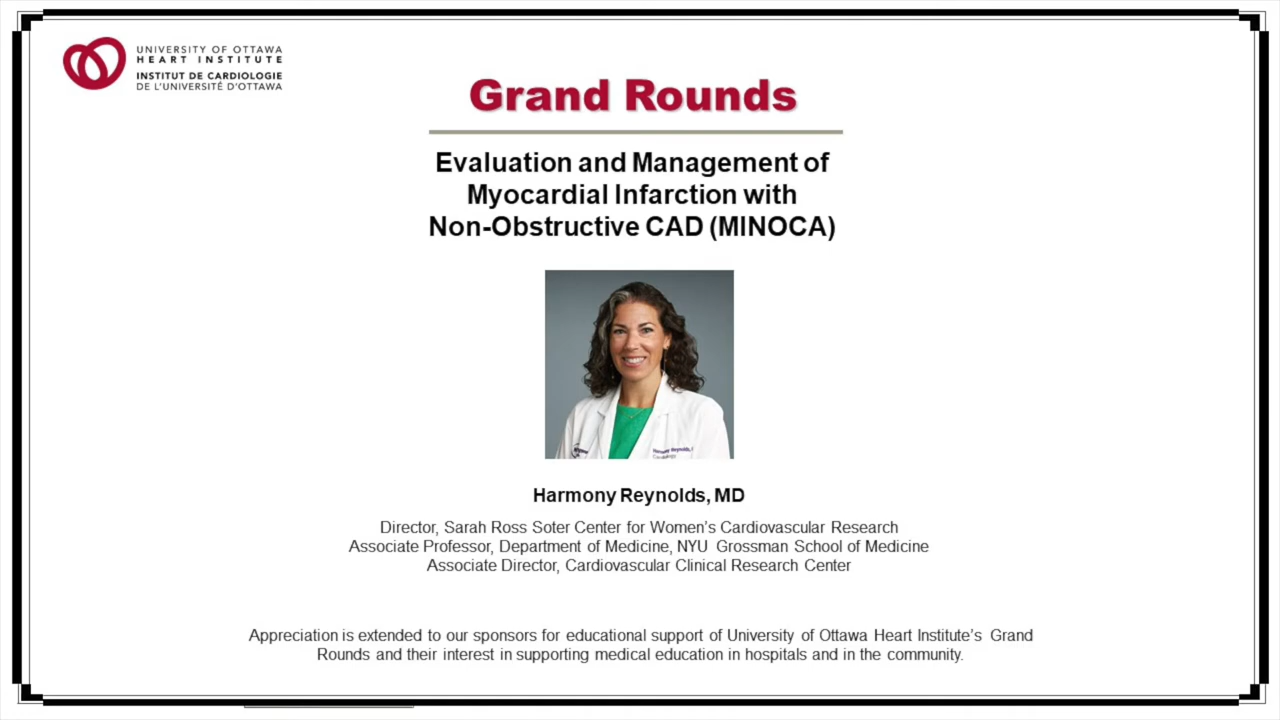 UNIVERSITY OF OTTAWA
HEART INSTITUTE
INSTITUT DE CARDIOLOGIE
DE L'UNIVERSITÉ D'OTTAWA
Grand Rounds
Evaluation and Management of
Myocardial Infarction with
Non-Obstructive CAD (MINOCA)
Harmony Reynolds,
Harmony Reynolds, MD
Director, Sarah Ross Soter Center for Women's Cardiovascular Research
Associate Professor, Department of Medicine, NYU Grossman School of Medicine
Associate Director, Cardiovascular Clinical Research Center
Appreciation is extended to our sponsors for educational support of University of Ottawa Heart Institute's Grand
Rounds and their interest in supporting medical education in hospitals and in the community.